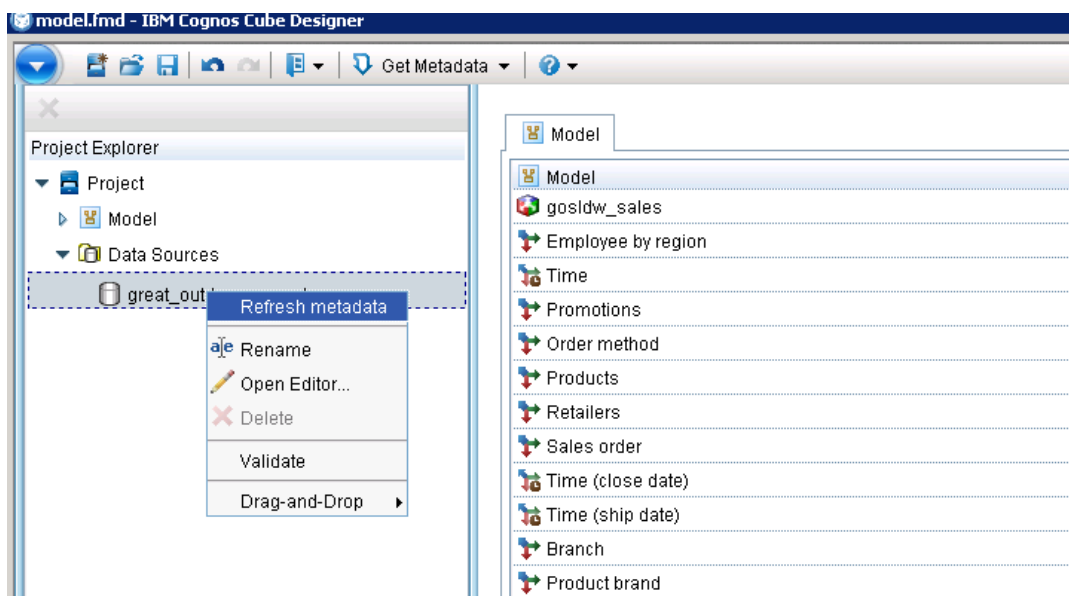 model.fmd - IBM Cognos Cube Designer
Get Metadata
Project Explorer
Project
Model
Data Sources
great_out
Refresh metadata
Rename
Open Editor...
Delete
Validate
Drag-and-Drop
Model
Model
gosldw_sales
Employee by region
Time
Promotions
Order method
Products
Retailers
Sales order
Time (close date)
Time (ship date)
Branch
Product brand